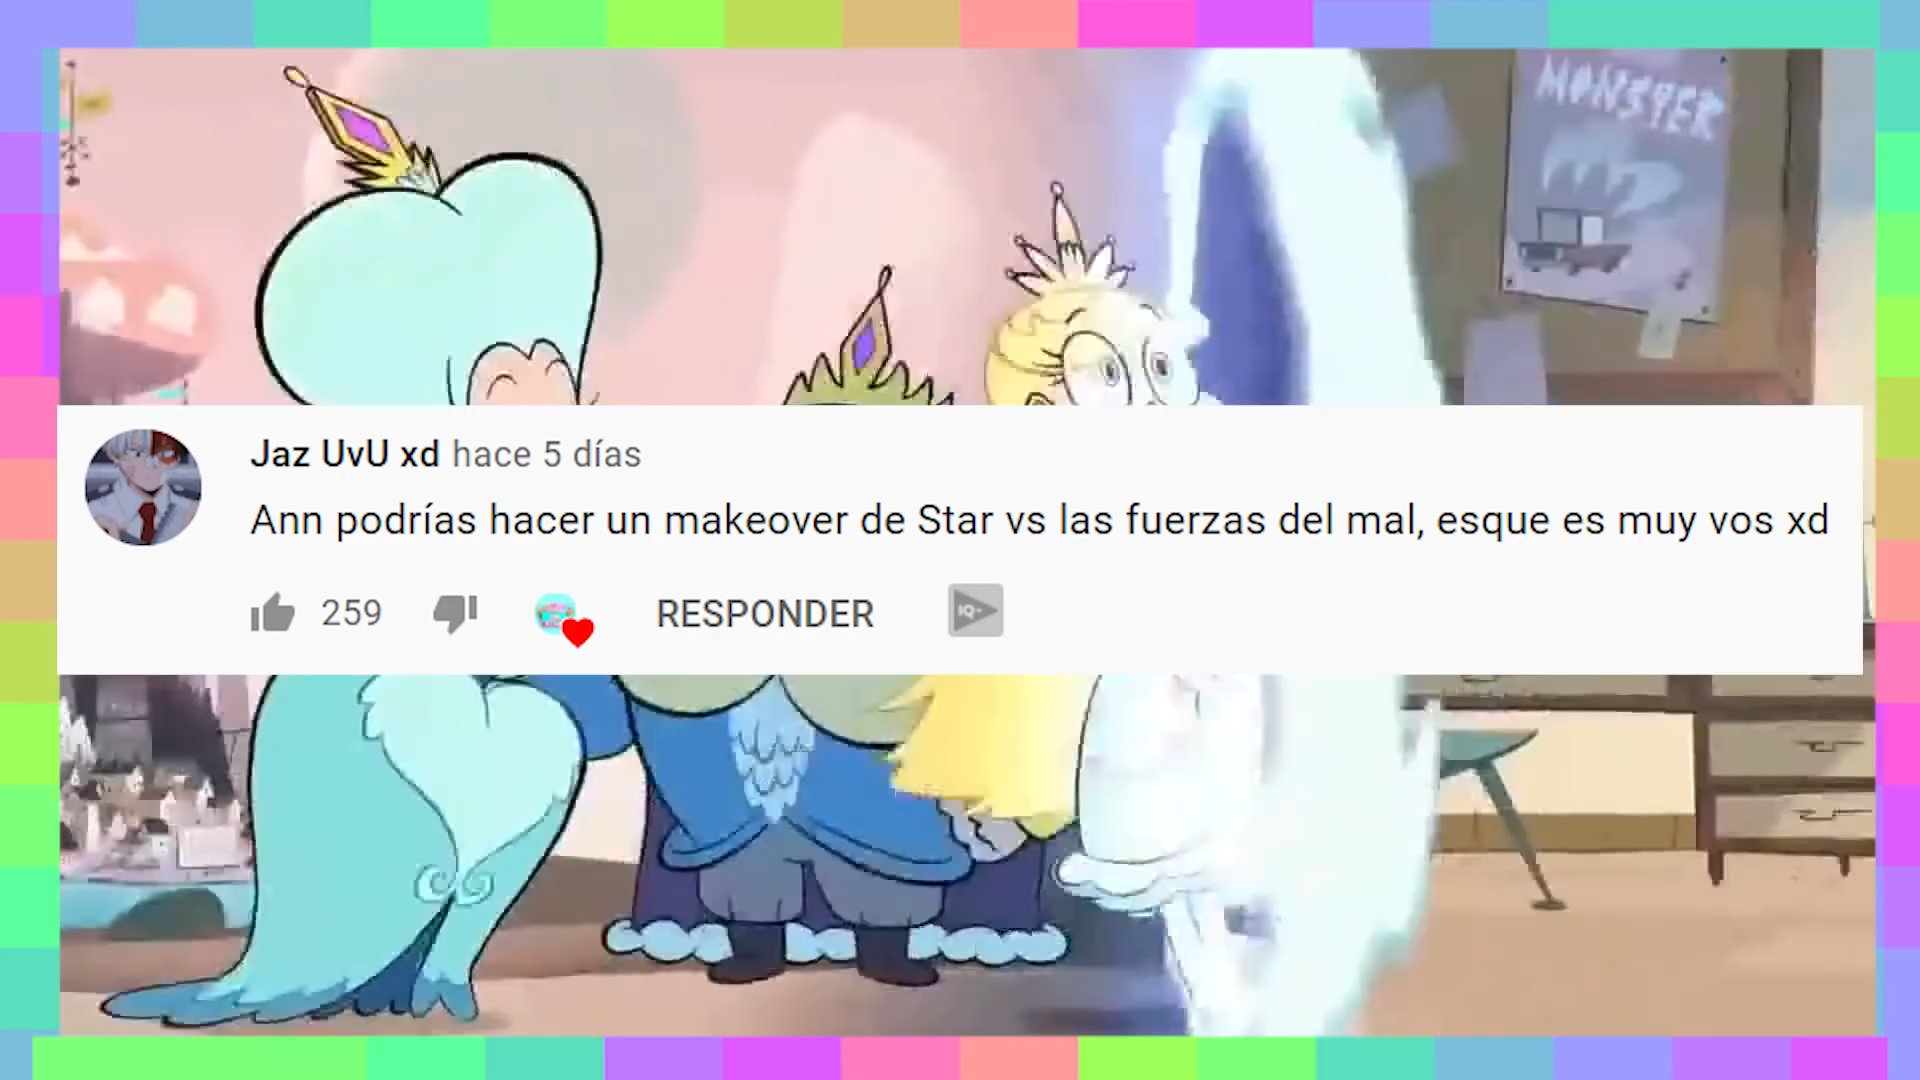 MONSTER
Jaz UvU xd hace 5 días
Ann podrías hacer un makeover de Star vs las fuerzas del mal, esque es muy vos xd
259 RESPONDER IQ